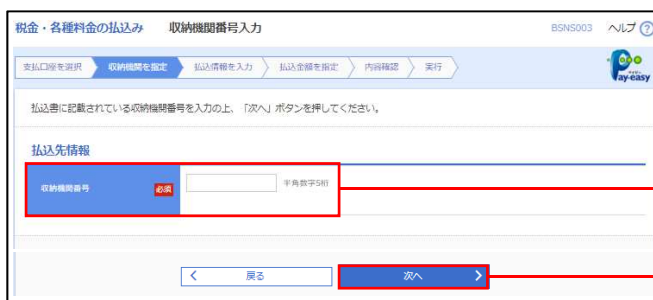 税金・各種料金の払込み 収納機関番号入力 BSNS003 ヘルプ ?
支払口座を選択 収納機関を指定 払込情報を入力 払込金額を指定 内容確認 実行
Pay-easy
払込書に記載されている収納機関番号を入力の上、「次へ」ボタンを押してください。
払込先情報
収納機関番号 必須 半角数字5桁
戻る 次へ